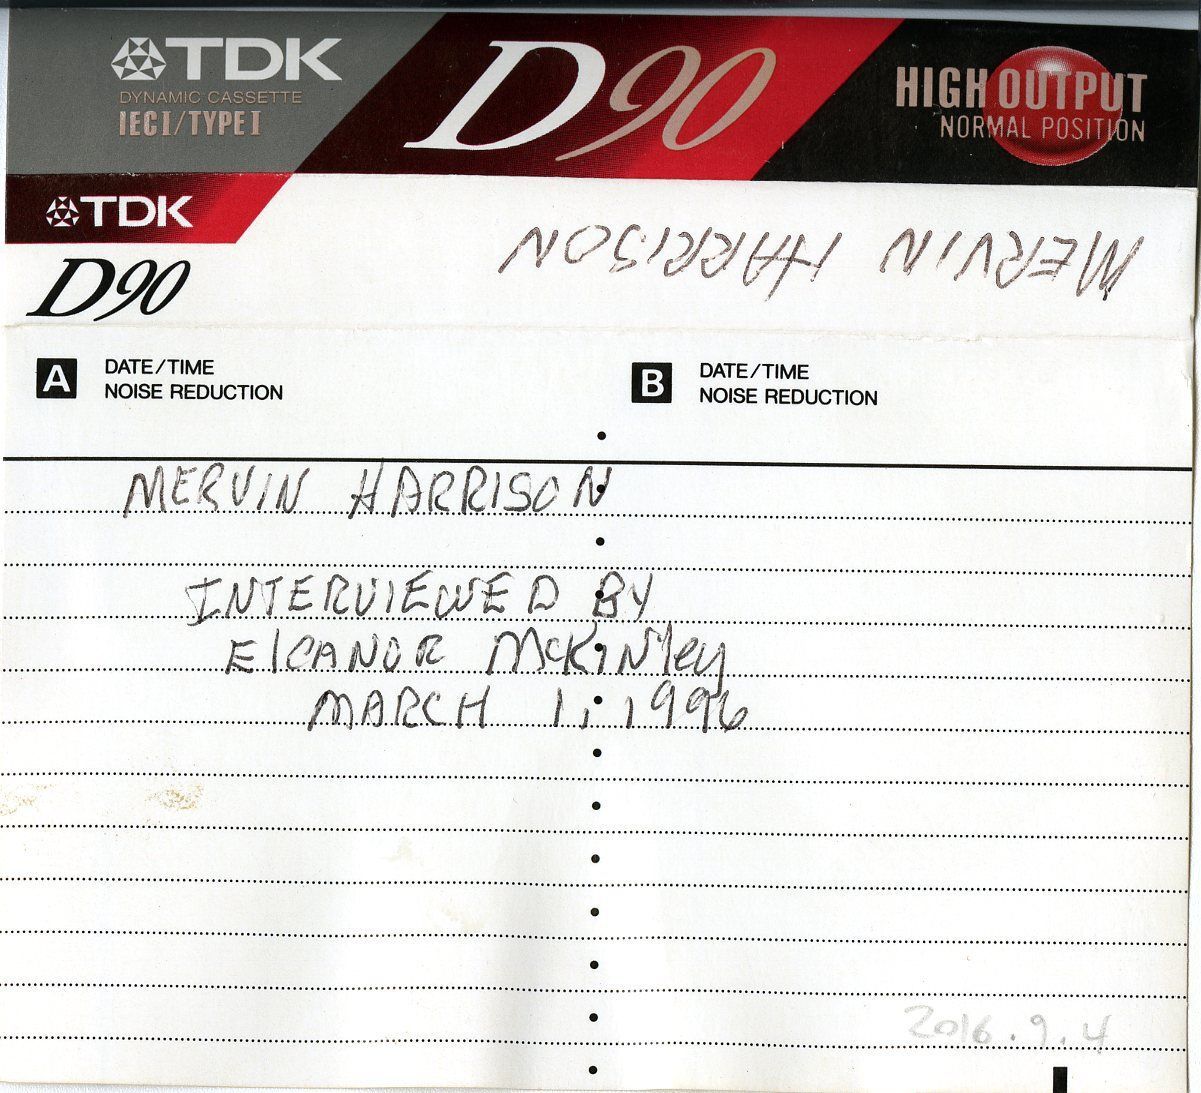 TDK
DYNAMIC CASSETTE
IEC I/TYPE I
D90
HIGH OUTPUT
NORMAL POSITION
TDK
D90
MERVIN HARRISON
A DATE/TIME
NOISE REDUCTION
B DATE/TIME
NOISE REDUCTION
MERVIN HARRISON
INTERVIEWED BY
ElEANOR McKiNley
MARCH 1, 1996
2016.9.4